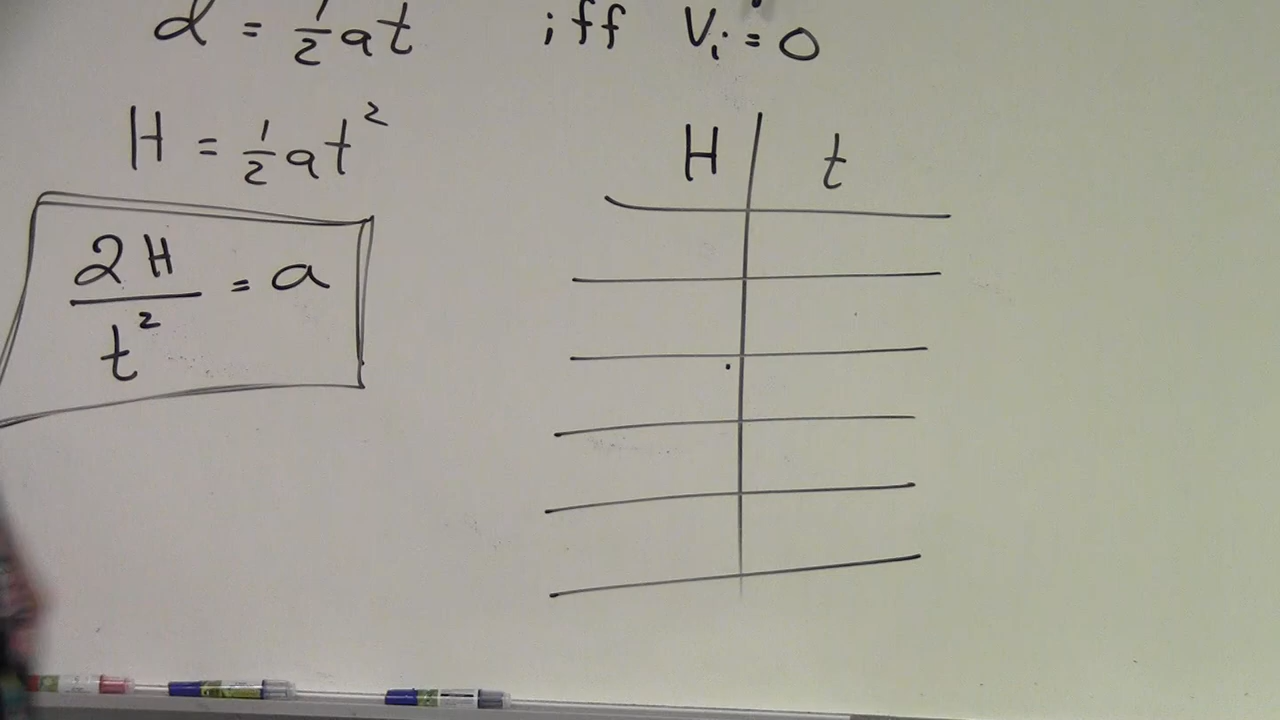 d = 1/2 at iff Vi = 0
H = 1/2 at²
2H/t² = a
H t